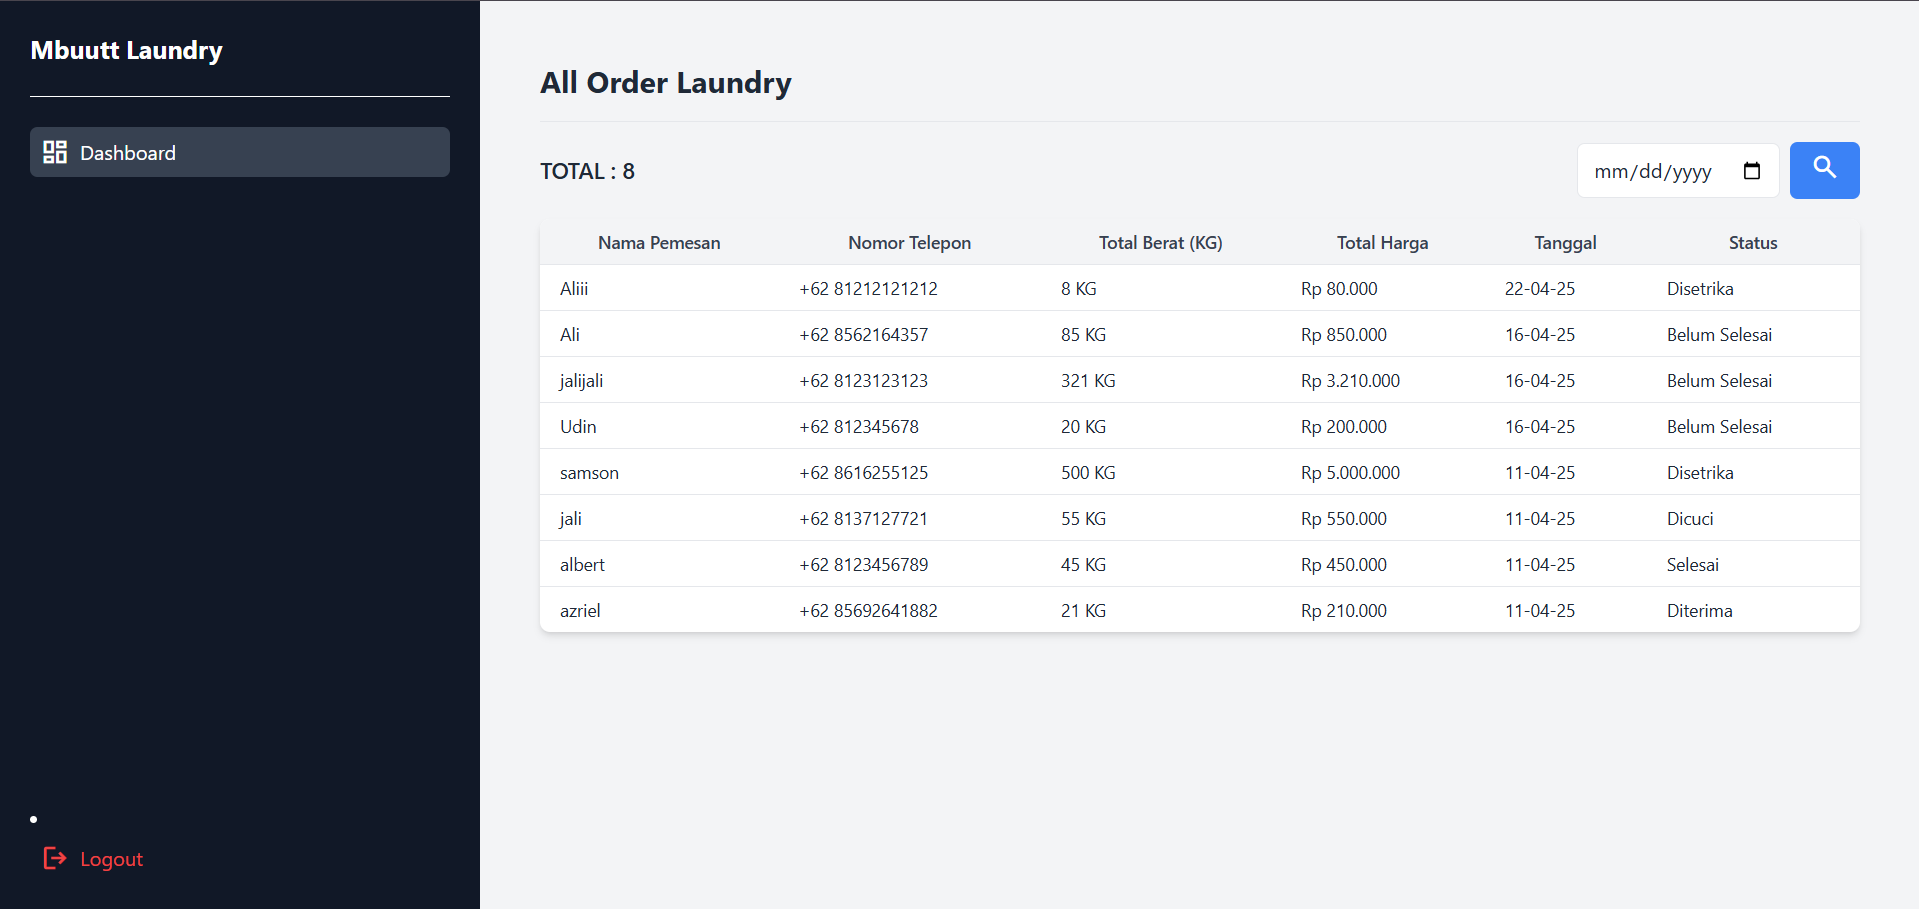 Mbuutt Laundry
Dashboard
Logout
All Order Laundry
TOTAL : 8
mm/dd/yyyy
Nama Pemesan Nomor Telepon Total Berat (KG) Total Harga Tanggal Status
Aliii +62 81212121212 8 KG Rp 80.000 22-04-25 Disetrika
Ali +62 8562164357 85 KG Rp 850.000 16-04-25 Belum Selesai
jalijali +62 8123123123 321 KG Rp 3.210.000 16-04-25 Belum Selesai
Udin +62 812345678 20 KG Rp 200.000 16-04-25 Belum Selesai
samson +62 8616255125 500 KG Rp 5.000.000 11-04-25 Disetrika
jali +62 8137127721 55 KG Rp 550.000 11-04-25 Dicuci
albert +62 8123456789 45 KG Rp 450.000 11-04-25 Selesai
azriel +62 85692641882 21 KG Rp 210.000 11-04-25 Diterima